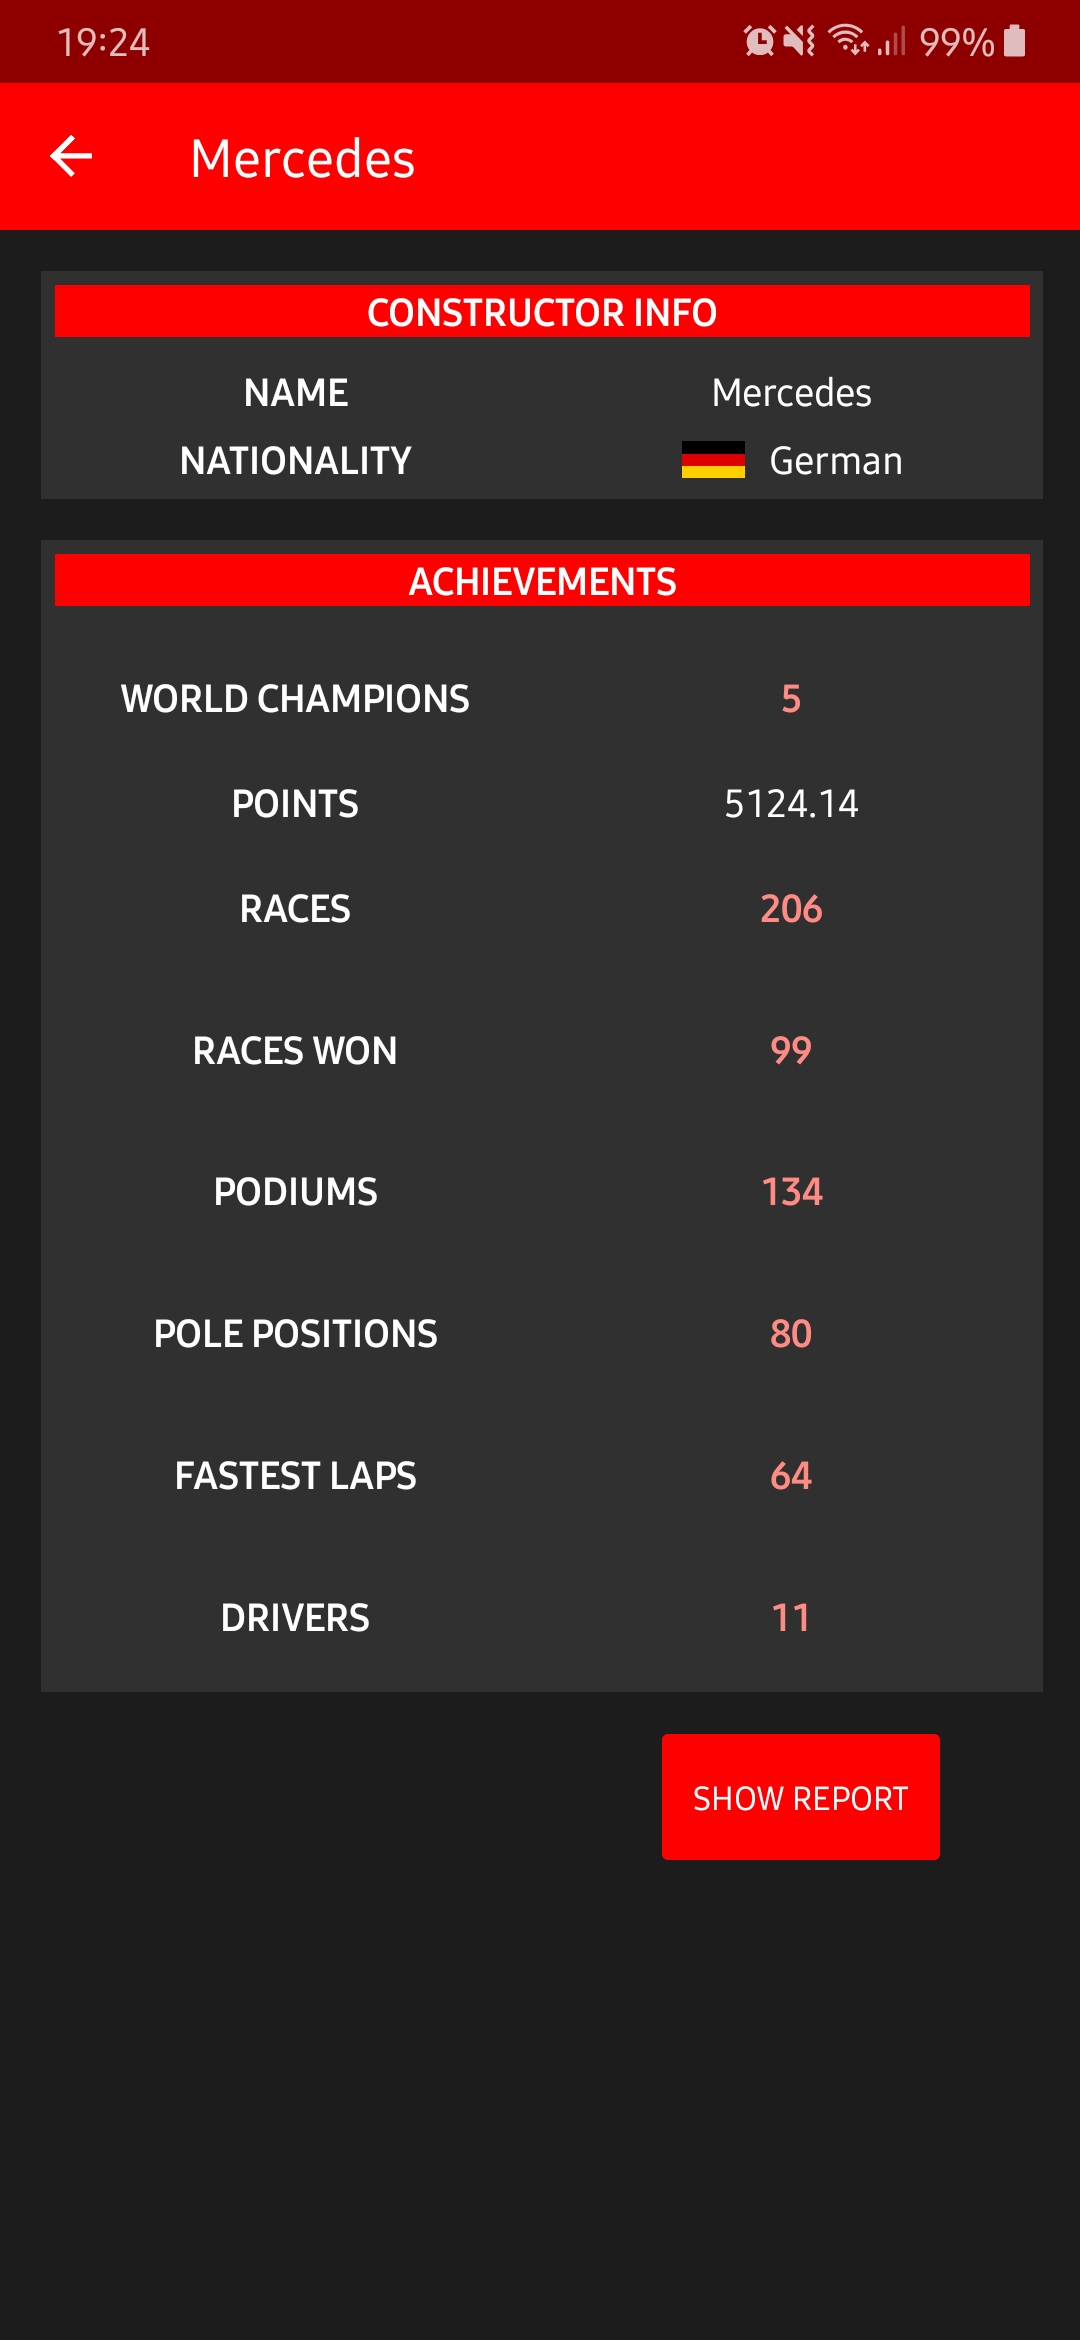 19:24 99%
Mercedes
CONSTRUCTOR INFO
NAME Mercedes
NATIONALITY German
ACHIEVEMENTS
WORLD CHAMPIONS 5
POINTS 5124.14
RACES 206
RACES WON 99
PODIUMS 134
POLE POSITIONS 80
FASTEST LAPS 64
DRIVERS 11
SHOW REPORT